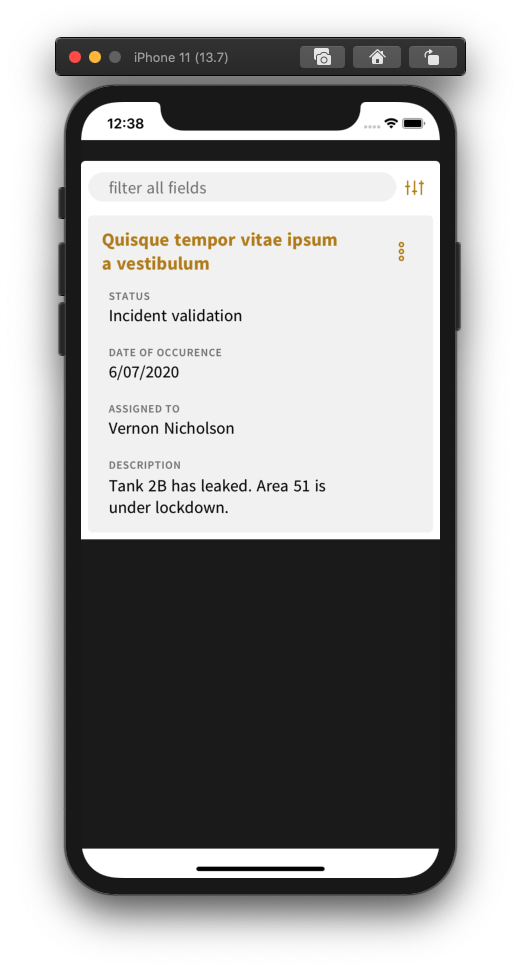 iPhone 11 (13.7)
12:38
filter all fields
Quisque tempor vitae ipsum
a vestibulum
STATUS
Incident validation
DATE OF OCCURENCE
6/07/2020
ASSIGNED TO
Vernon Nicholson
DESCRIPTION
Tank 2B has leaked. Area 51 is
under lockdown.